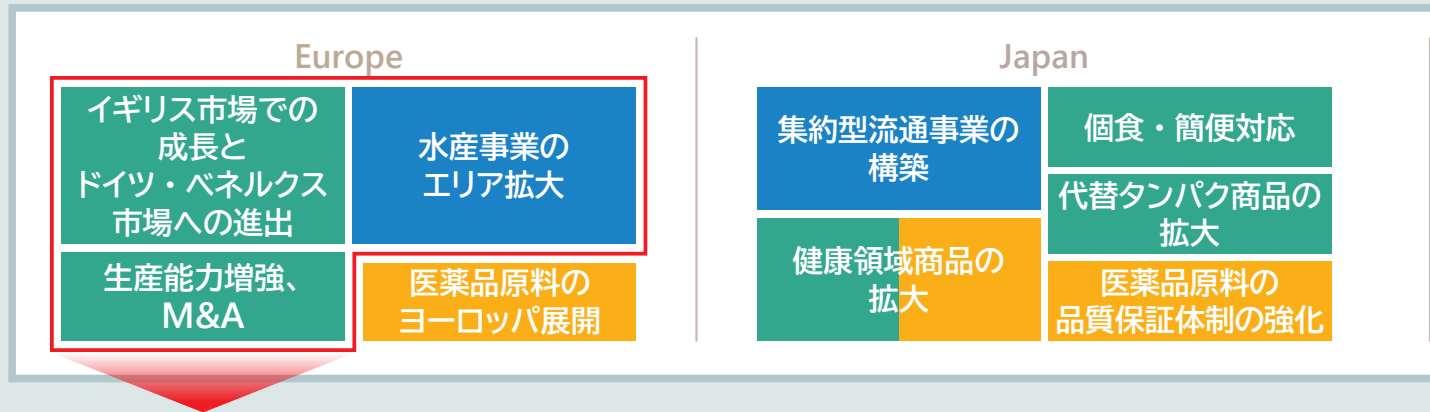 Europe
イギリス市場での
成長と
ドイツ・ベネルクス
市場への進出
水産事業の
エリア拡大
生産能力増強、
M&A
医薬品原料の
ヨーロッパ展開
Japan
集約型流通事業の
構築
個食・簡便対応
代替タンパク商品の
拡大
健康領域商品の
拡大
医薬品原料の
品質保証体制の強化